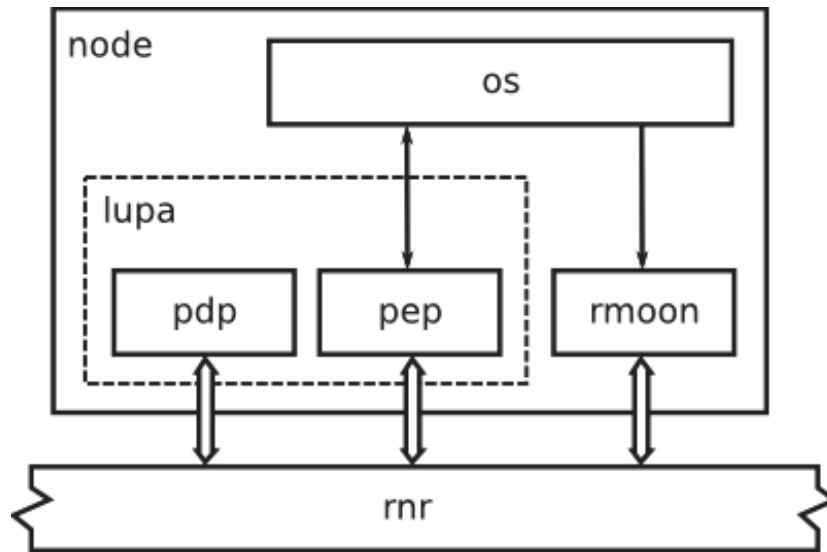 node
os
lupa
pdp
pep
rmoon
rnr